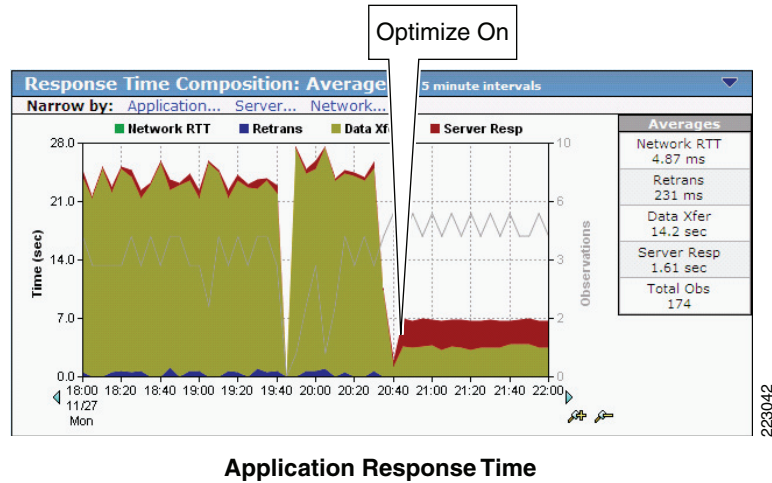 Optimize On
Response Time Composition: Average
5 minute intervals
Narrow by: Application... Server... Network...
Network RTT Retrans Data Xfe Server Resp
28.0
21.0
14.0
7.0
0.0
Time (sec)
10
6
3
2
0
Observations
18:00 18:20 18:40 19:00 19:20 19:40 20:00 20:20 20:40 21:00 21:20 21:40 22:00
11/27
Mon
Averages
Network RTT
4.87 ms
Retrans
231 ms
Data Xfer
14.2 sec
Server Resp
1.61 sec
Total Obs
174
223042
Application Response Time